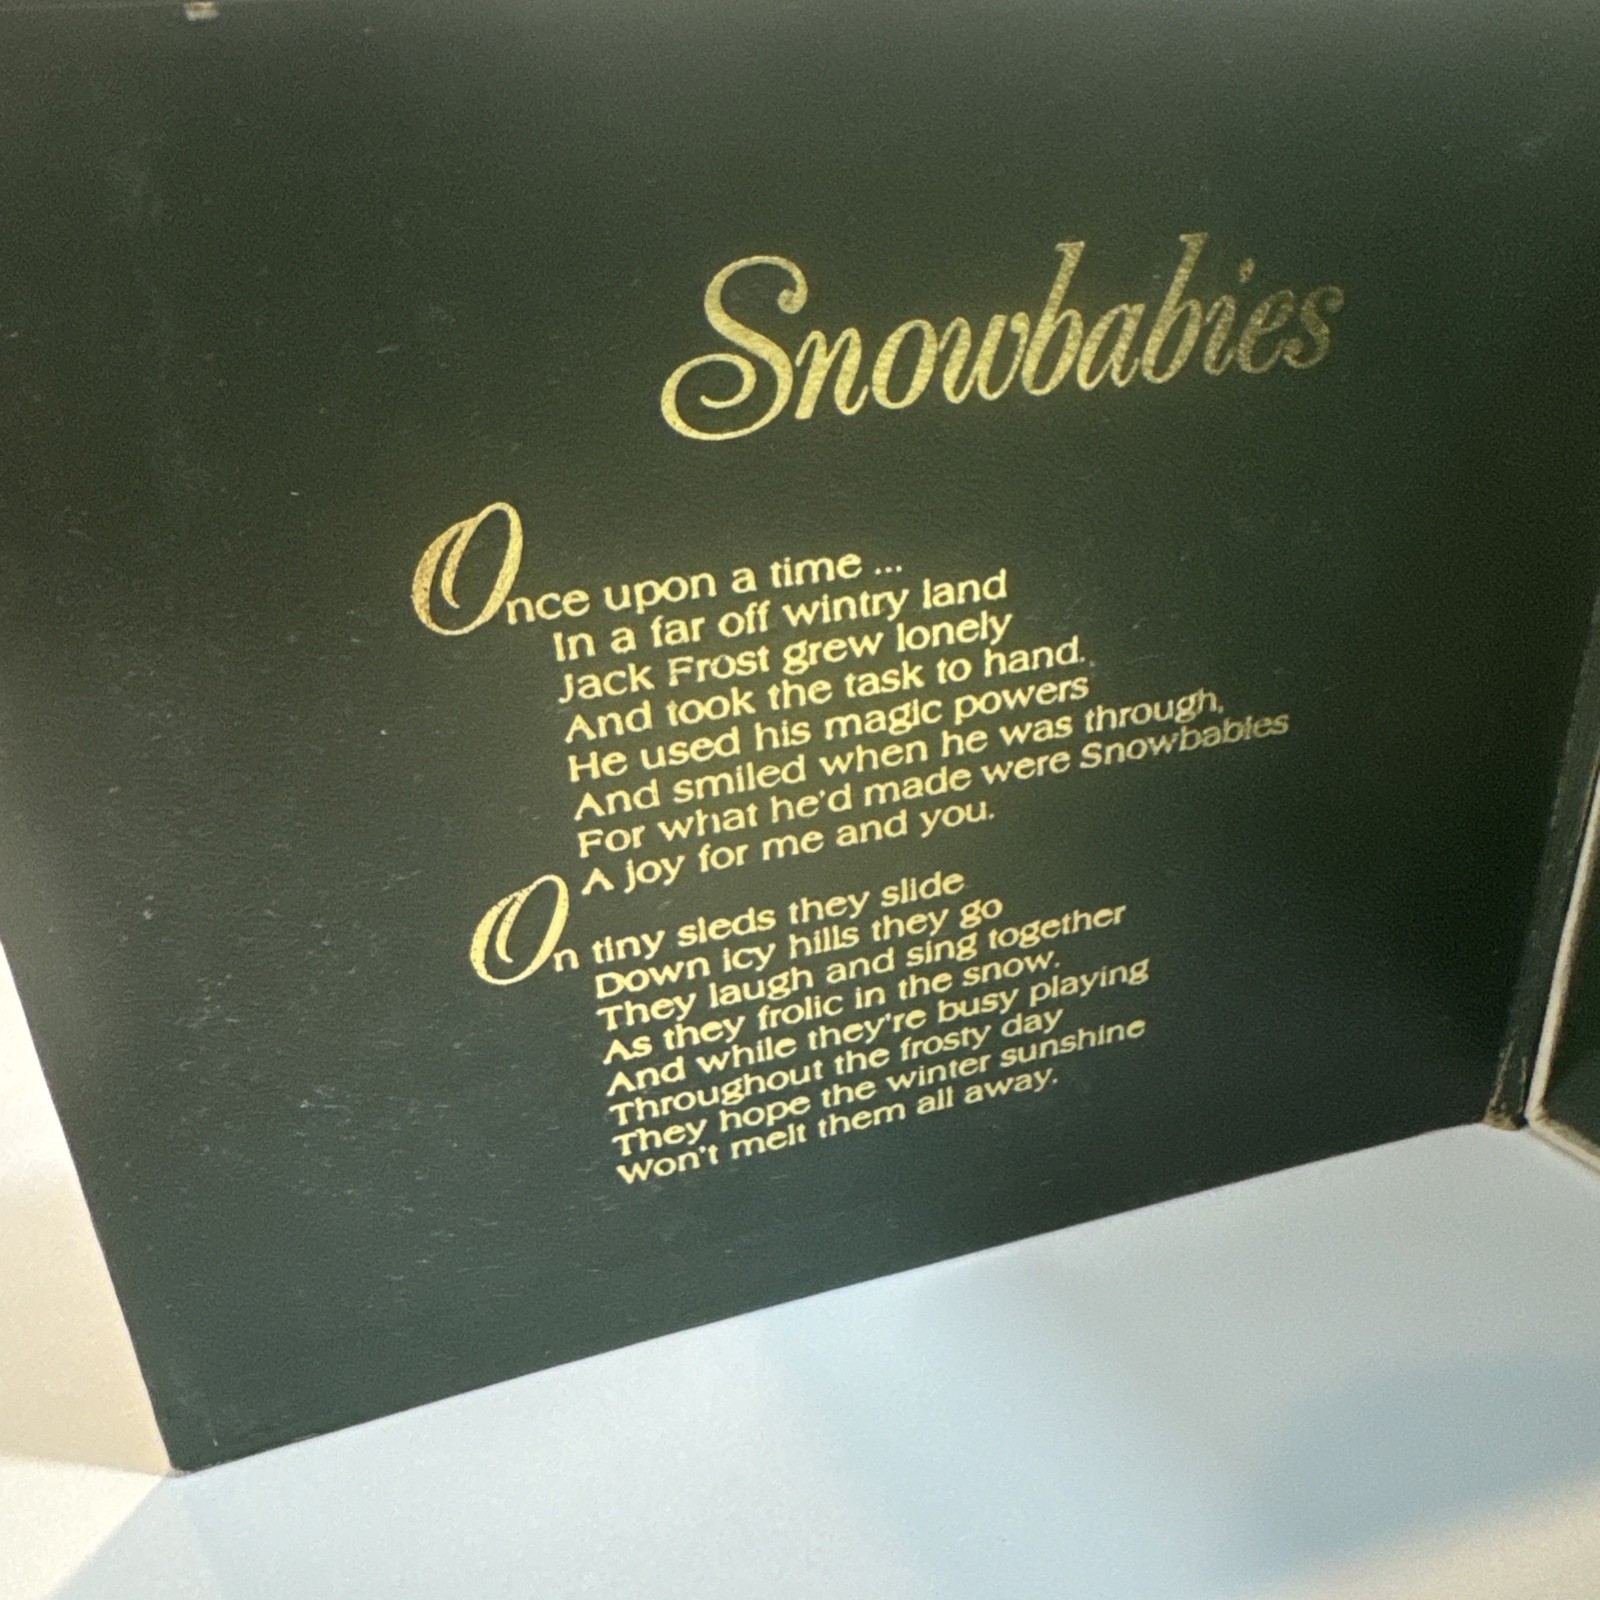 Snowbabies
Once upon a time ...
In a far off wintry land
Jack Frost grew lonely
And took the task to hand.
He used his magic powers
And smiled when he was through,
For what he'd made were Snowbabies
A joy for me and you.
On tiny sleds they slide
Down icy hills they go
They laugh and sing together
As they frolic in the snow.
And while they're busy playing
Throughout the frosty day
They hope the winter sunshine
Won't melt them all away.